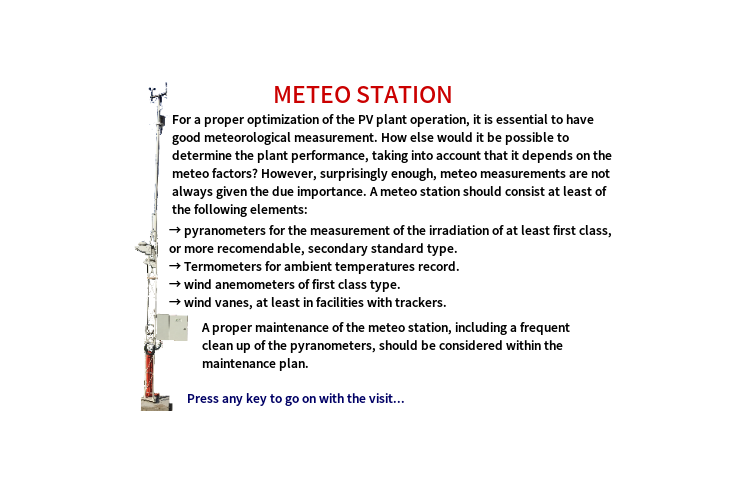 METEO STATION
For a proper optimization of the PV plant operation, it is essential to have
good meteorological measurement. How else would it be possible to
determine the plant performance, taking into account that it depends on the
meteo factors? However, surprisingly enough, meteo measurements are not
always given the due importance. A meteo station should consist at least of
the following elements:
→ pyranometers for the measurement of the irradiation of at least first class,
or more recomendable, secondary standard type.
→ Termometers for ambient temperatures record.
→ wind anemometers of first class type.
→ wind vanes, at least in facilities with trackers.
A proper maintenance of the meteo station, including a frequent
clean up of the pyranometers, should be considered within the
maintenance plan.
Press any key to go on with the visit...